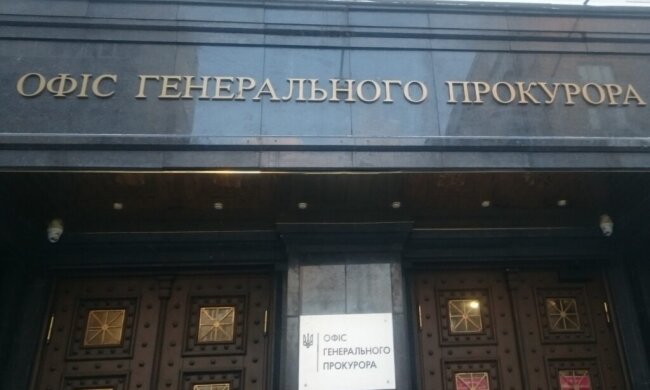 ОФІС ГЕНЕРАЛЬНОГО ПРОКУРОРА
ОФІС
ГЕНЕРАЛЬНОГО
ПРОКУРОРА